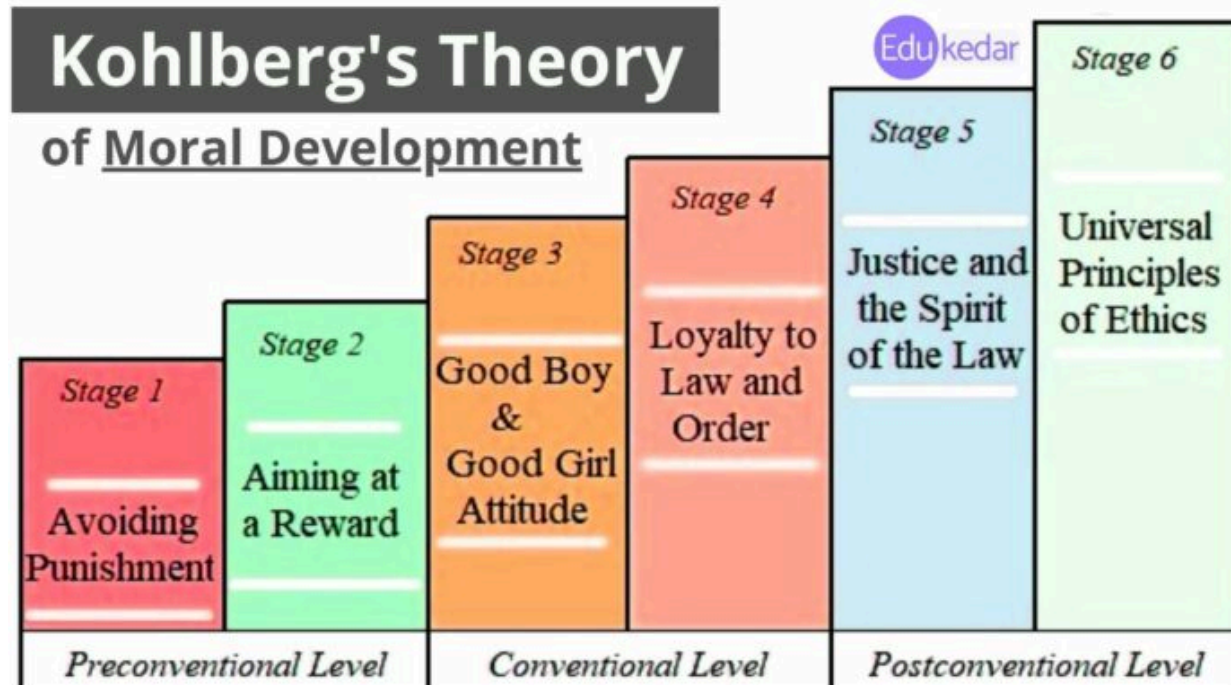 Kohlberg's Theory
of Moral Development
Edukedar
Stage 1
Avoiding
Punishment
Stage 2
Aiming at
a Reward
Stage 3
Good Boy
&
Good Girl
Attitude
Stage 4
Loyalty to
Law and
Order
Stage 5
Justice and
the Spirit
of the Law
Stage 6
Universal
Principles
of Ethics
Preconventional Level
Conventional Level
Postconventional Level